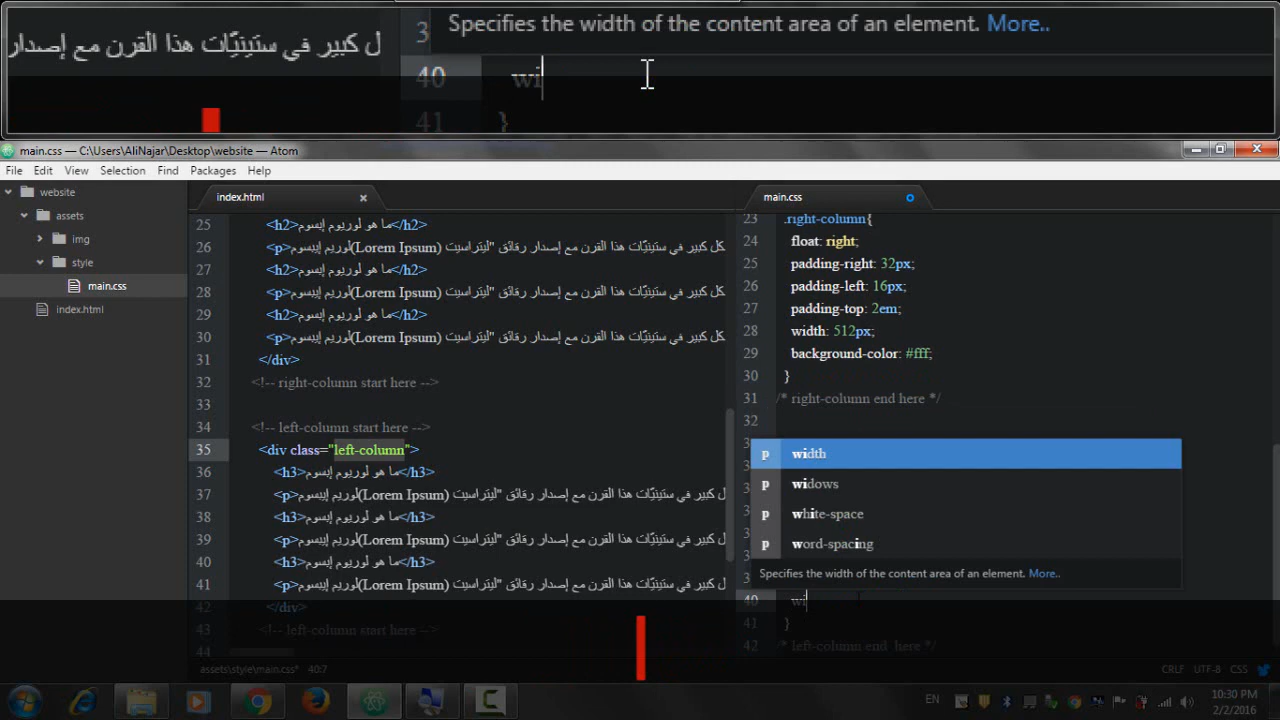 Specifies the width of the content area of an element. More..
ل كبير في ستينيّات هذا القرن مع إصدار
40 wi
41 }
main.css — C:\Users\AliNajar\Desktop\website — Atom
File Edit View Selection Find Packages Help
website
assets
img
style
main.css
index.html
index.html
25 <h2>ما هو لوريوم إبسوم</h2>
26 <p>لوريم إيبسوم(Lorem Ipsum) كل كبير في ستينيّات هذا القرن مع إصدار رقائق "ليتراسيت
27 <h2>ما هو لوريوم إبسوم</h2>
28 <p>لوريم إيبسوم(Lorem Ipsum) كل كبير في ستينيّات هذا القرن مع إصدار رقائق "ليتراسيت
29 <h2>ما هو لوريوم إبسوم</h2>
30 <p>لوريم إيبسوم(Lorem Ipsum) كل كبير في ستينيّات هذا القرن مع إصدار رقائق "ليتراسيت
31 </div>
32 <!-- right-column start here -->
33
34 <!-- left-column start here -->
35 <div class="left-column">
36 <h3>ما هو لوريوم إبسوم</h3>
37 <p>لوريم إيبسوم(Lorem Ipsum) ل كبير في ستينيّات هذا القرن مع إصدار رقائق "ليتراسيت
38 <h3>ما هو لوريوم إبسوم</h3>
39 <p>لوريم إيبسوم(Lorem Ipsum) ل كبير في ستينيّات هذا القرن مع إصدار رقائق "ليتراسيت
40 <h3>ما هو لوريوم إبسوم</h3>
41 <p>لوريم إيبسوم(Lorem Ipsum) ل كبير في ستينيّات هذا القرن مع إصدار رقائق "ليتراسيت
42 </div>
43 <!-- left-column start here -->
44
main.css
23 .right-column{
24 float: right;
25 padding-right: 32px;
26 padding-left: 16px;
27 padding-top: 2em;
28 width: 512px;
29 background-color: #fff;
30 }
31 /* right-column end here */
32
p width
p widows
p white-space
p word-spacing
Specifies the width of the content area of an element. More..
40 wi
41 }
42 /* left-column end here */
assets\style\main.css* 40:7
CRLF UTF-8 CSS
EN
10:30 PM
2/2/2016